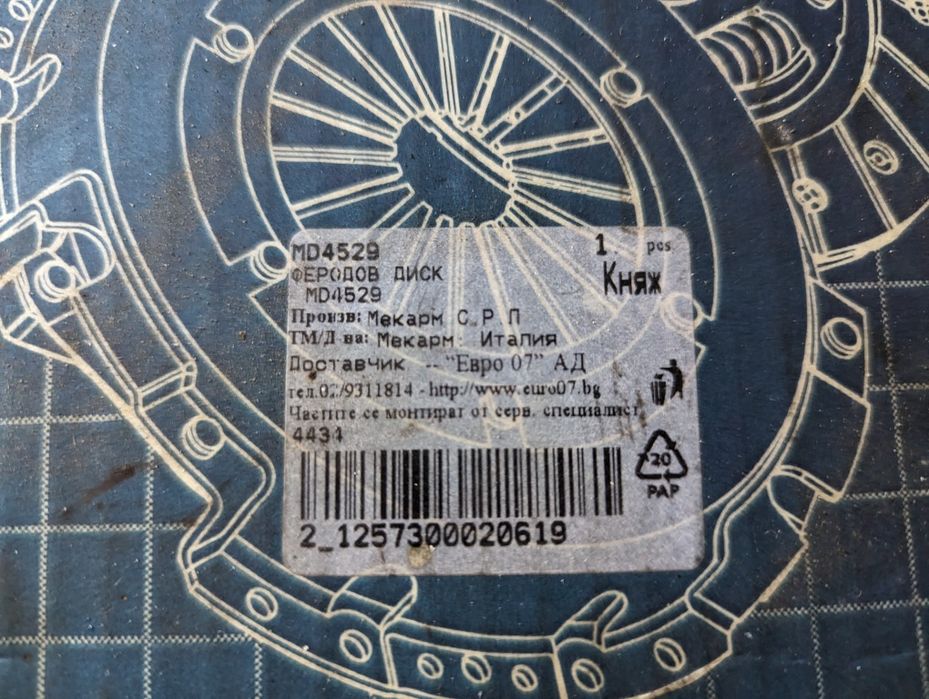 MD4529 1. pcs
ФЕРОДОВ ДИСК Княж
MD4529
Произв: Мекарм С.Р.Л
ТМ/Д-ва: Мекарм: Италия
Доставчик -- "Евро 07" АД
тел.02/9311814 - http://www.euro07.bg
Частите се монтират от серв. специалист
4431
20
PAP
2_1257300020619